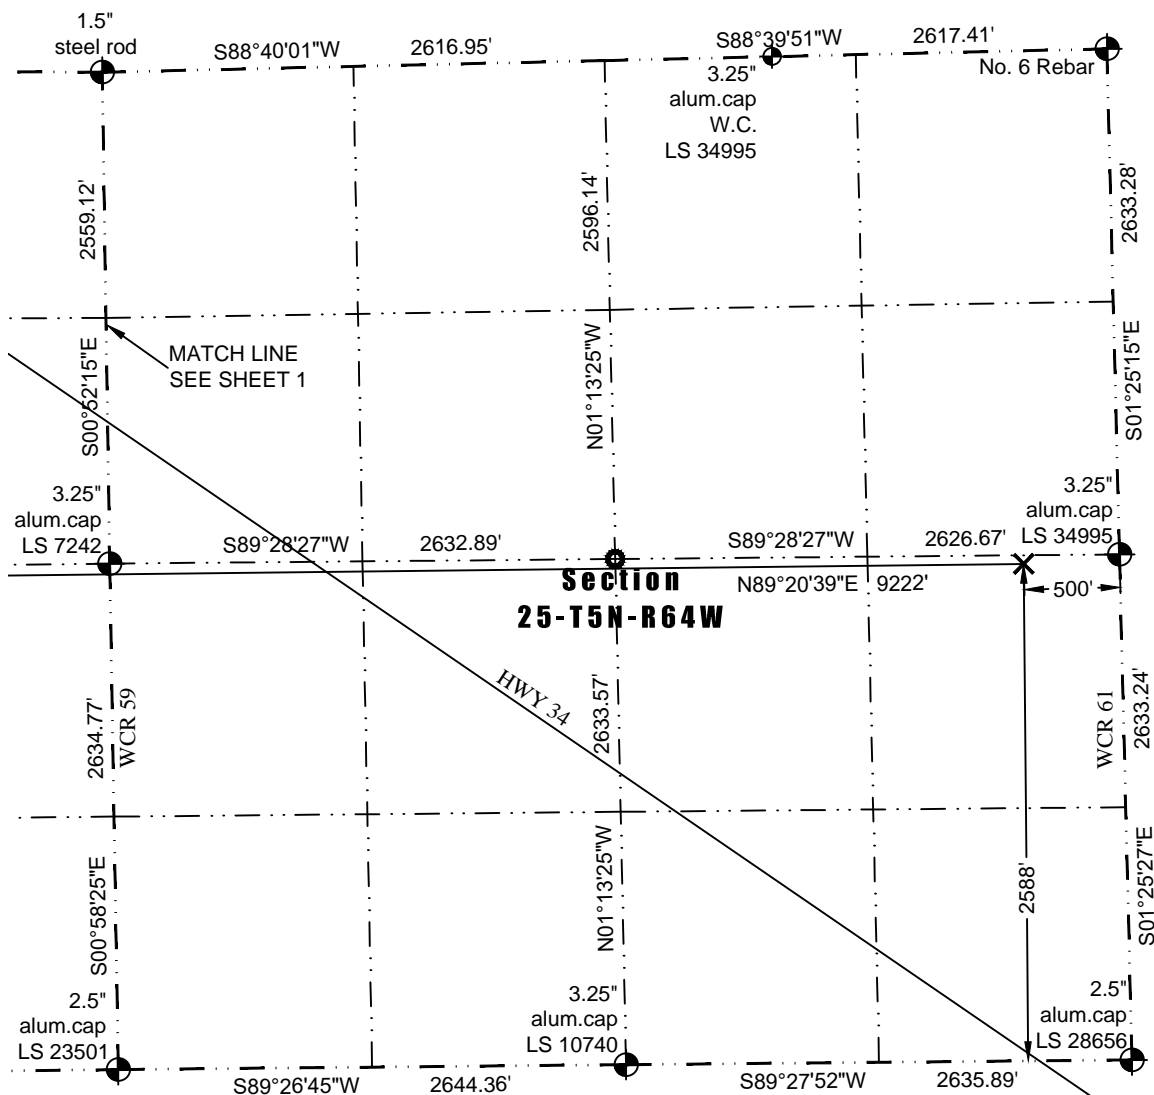 1.5"
steel rod
S88°40'01"W
2616.95'
S88°39'51"W
2617.41'
3.25"
alum.cap
W.C.
LS 34995
No. 6 Rebar
2559.12'
2596.14'
2633.28'
MATCH LINE
SEE SHEET 1
S00°52'15"E
N01°13'25"W
S01°25'15"E
3.25"
alum.cap
LS 7242
S89°28'27"W
2632.89'
S89°28'27"W
2626.67'
3.25"
alum.cap
LS 34995
Section
25-T5N-R64W
N89°20'39"E
9222'
500'
HWY 34
2634.77'
WCR 59
2633.57'
WCR 61
2633.24'
S00°58'25"E
N01°13'25"W
2588'
S01°25'27"E
2.5"
alum.cap
LS 23501
3.25"
alum.cap
LS 10740
2.5"
alum.cap
LS 28656
S89°26'45"W
2644.36'
S89°27'52"W
2635.89'